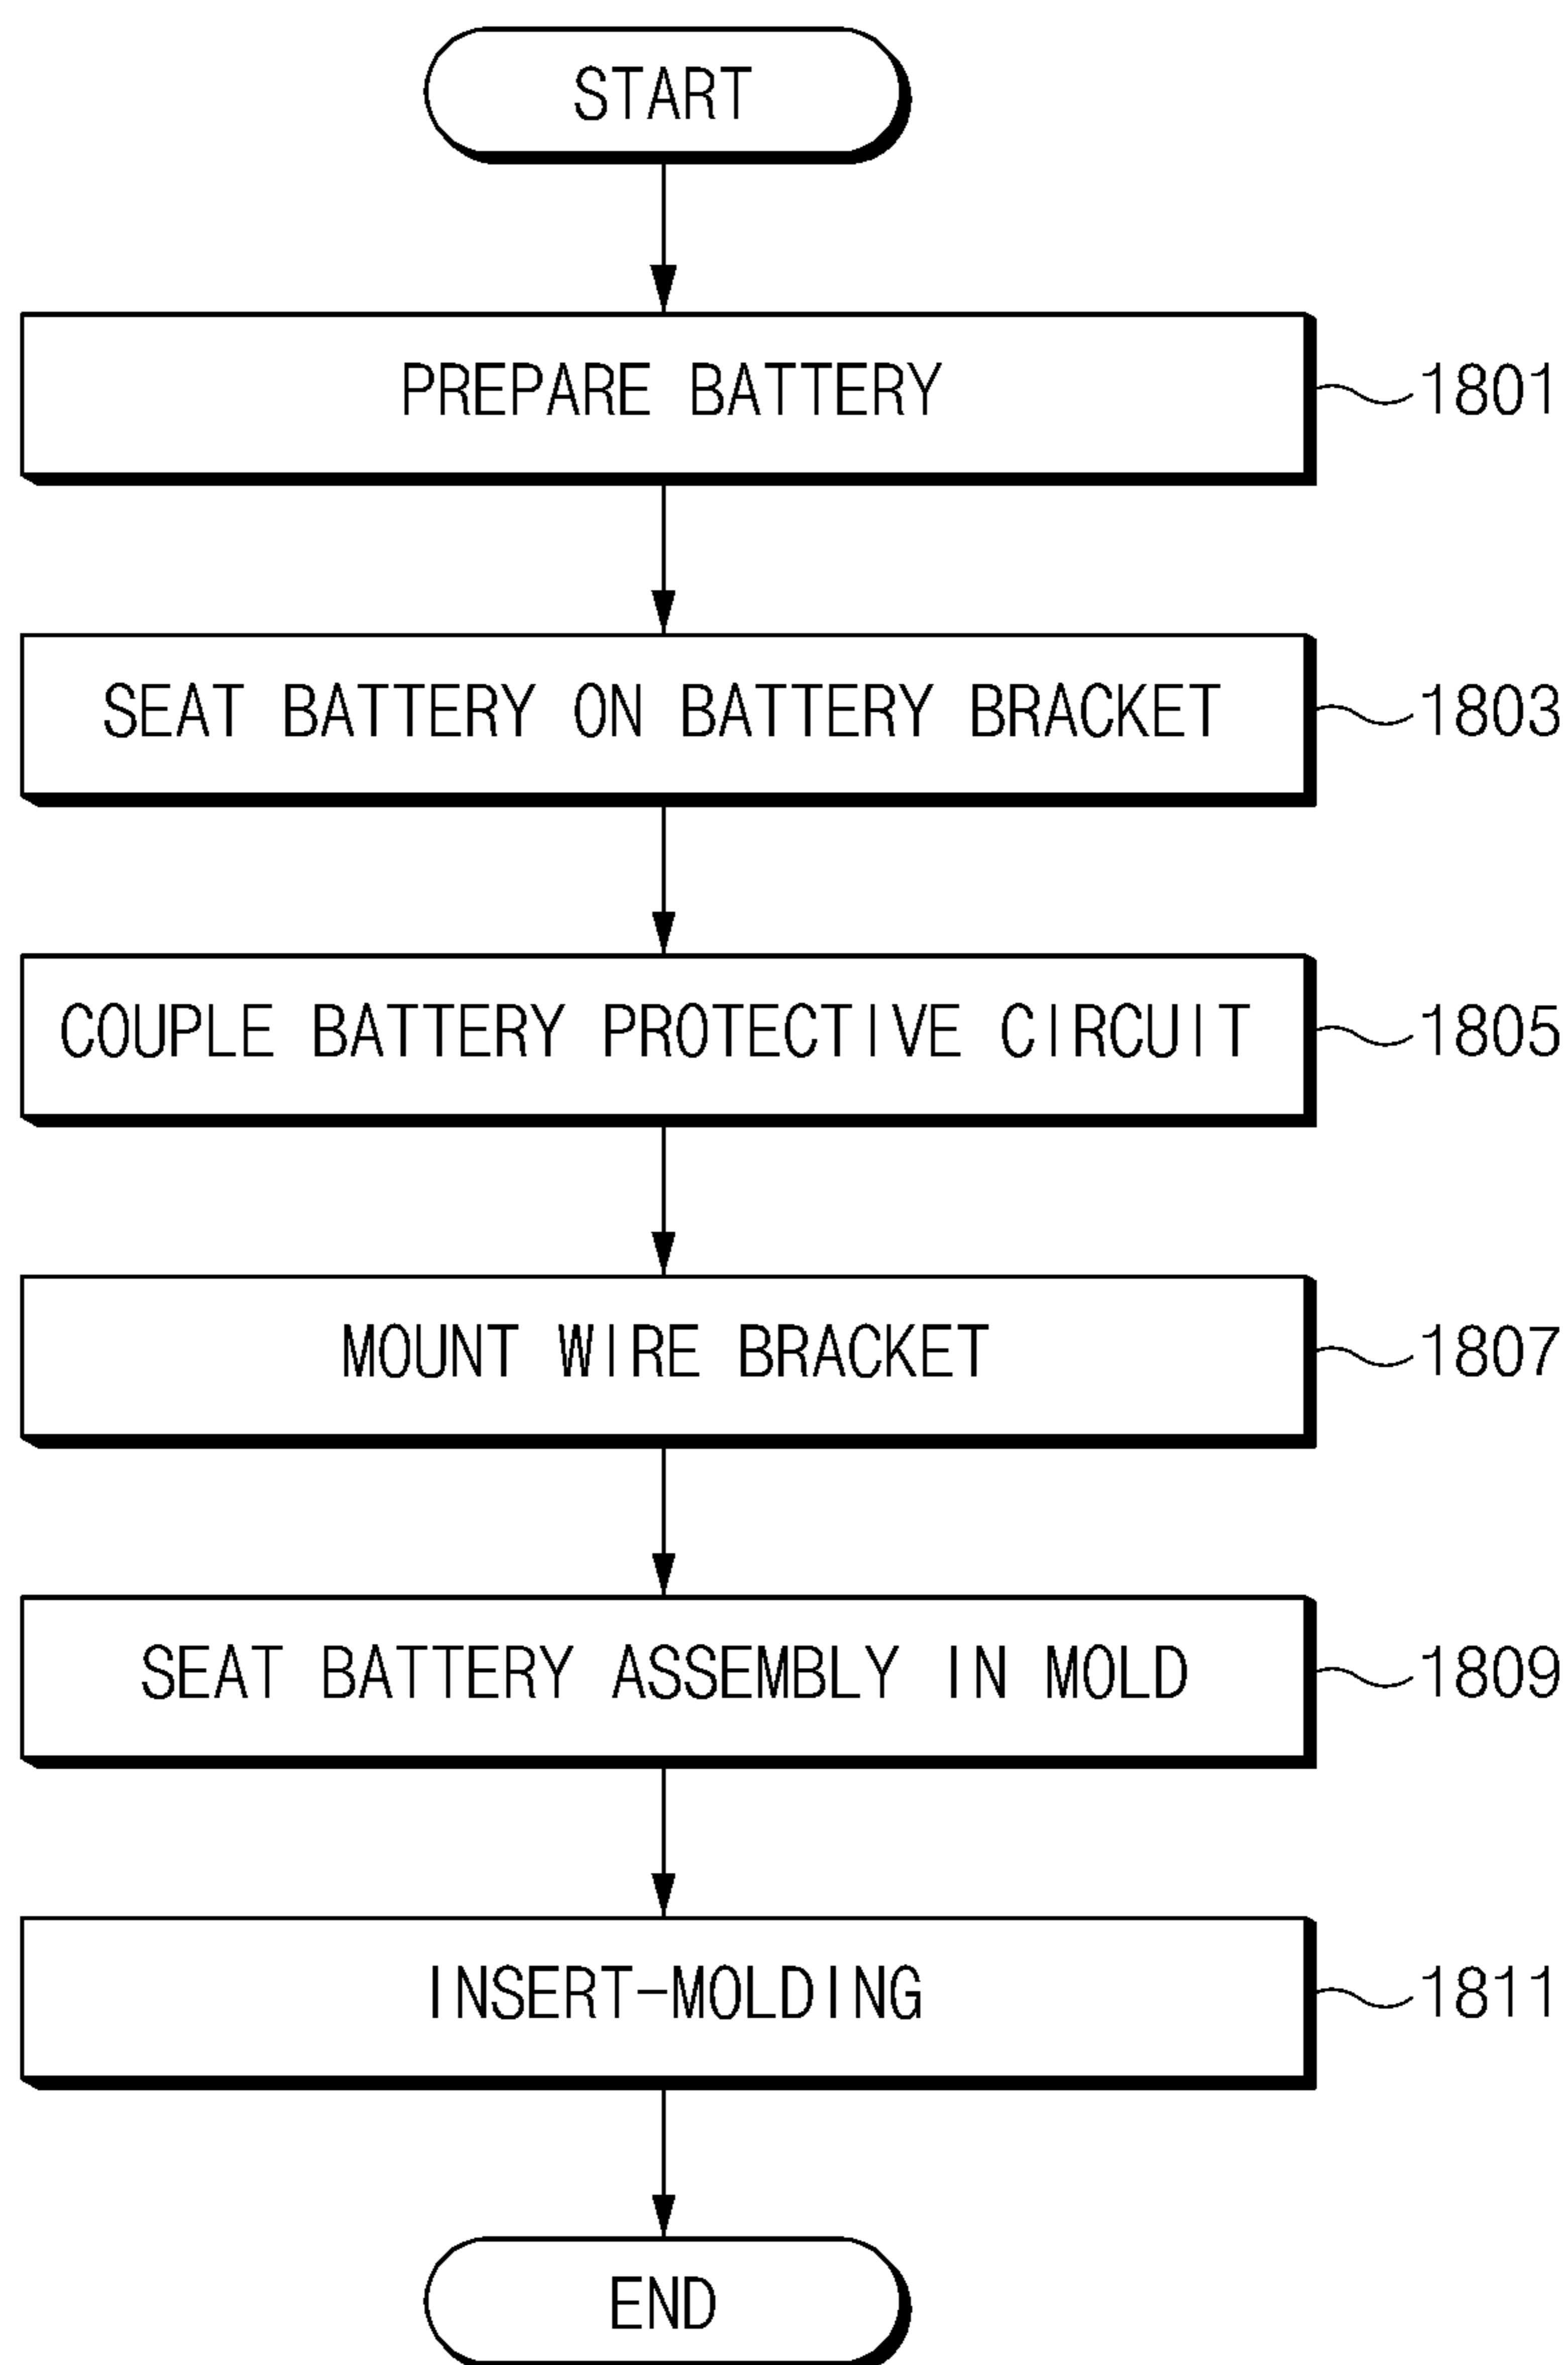 START
PREPARE BATTERY
1801
SEAT BATTERY ON BATTERY BRACKET
1803
COUPLE BATTERY PROTECTIVE CIRCUIT
1805
MOUNT WIRE BRACKET
1807
SEAT BATTERY ASSEMBLY IN MOLD
1809
INSERT-MOLDING
1811
END